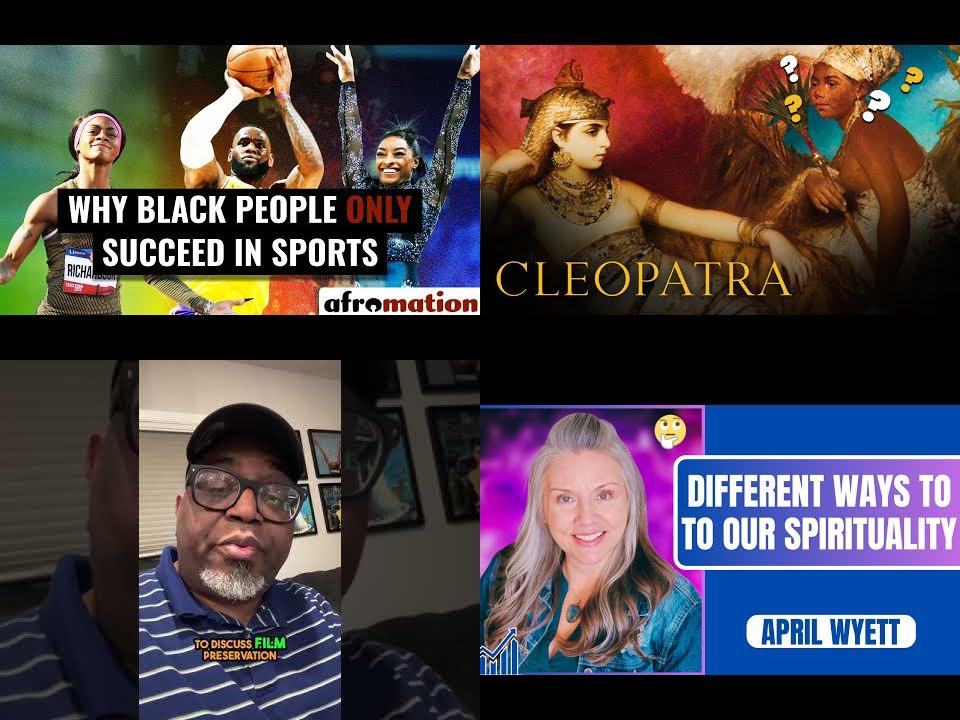 WHY BLACK PEOPLE ONLY
SUCCEED IN SPORTS
afromation
CLEOPATRA
? ? ? ?
TO DISCUSS FILM
PRESERVATION
DIFFERENT WAYS TO
TO OUR SPIRITUALITY
APRIL WYETT